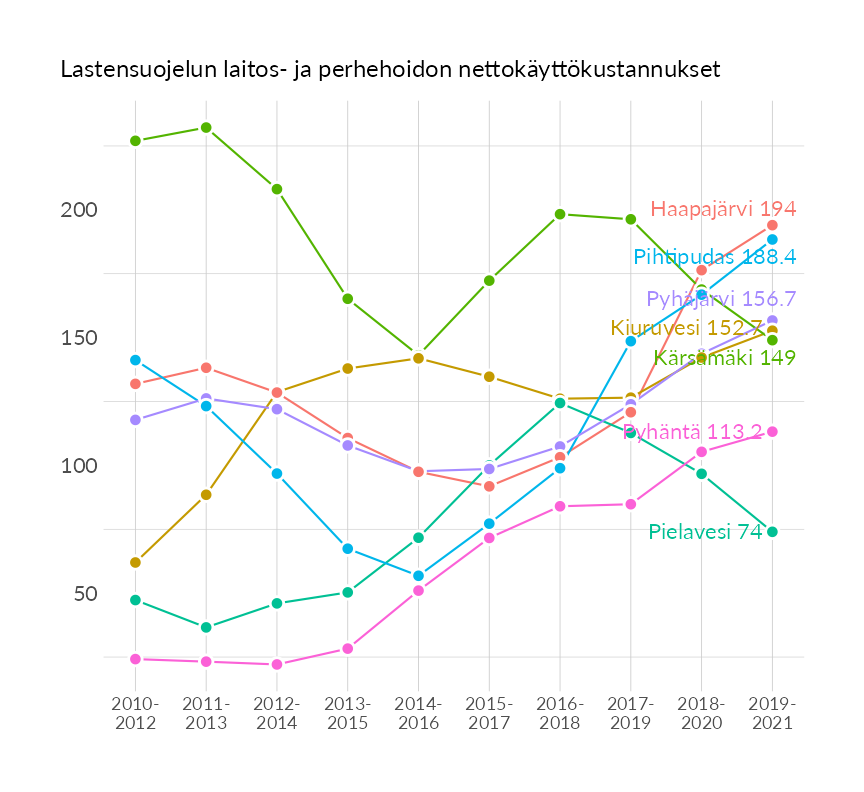 Lastensuojelun laitos- ja perhehoidon nettokäyttökustannukset
200
150
100
50
Haapajärvi 194
Pihtipudas 188.4
Pyhäjärvi 156.7
Kiuruvesi 152.7
Kärsämäki 149
Pyhäntä 113.2
Pielavesi 74
2010- 2011- 2012- 2013- 2014- 2015- 2016- 2017- 2018- 2019-
2012 2013 2014 2015 2016 2017 2018 2019 2020 2021